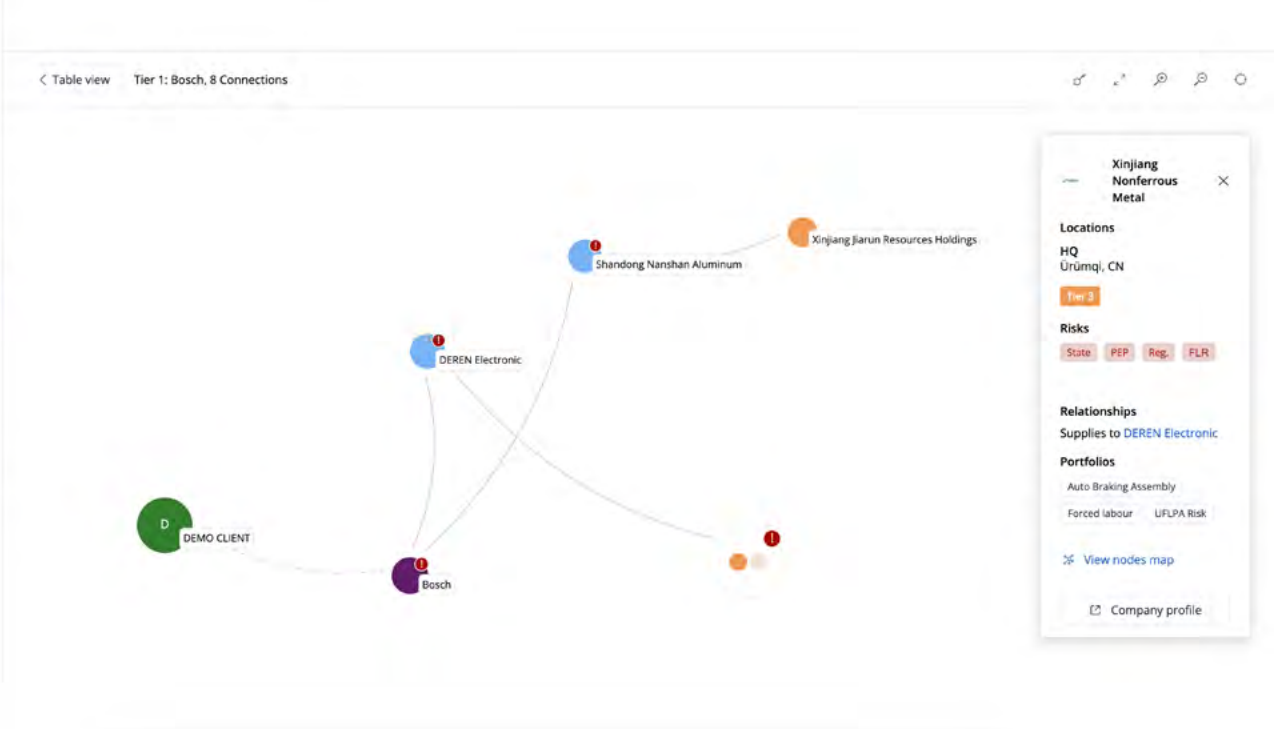 Table view Tier 1: Bosch, 8 Connections
Xinjiang Jiarun Resources Holdings
Shandong Nanshan Aluminum
DEREN Electronic
D
DEMO CLIENT
Bosch
Xinjiang
Nonferrous
Metal
Locations
HQ
Ürümqi, CN
Tier 3
Risks
State PEP Reg. FLR
Relationships
Supplies to DEREN Electronic
Portfolios
Auto Braking Assembly
Forced labour UFLPA Risk
View nodes map
Company profile